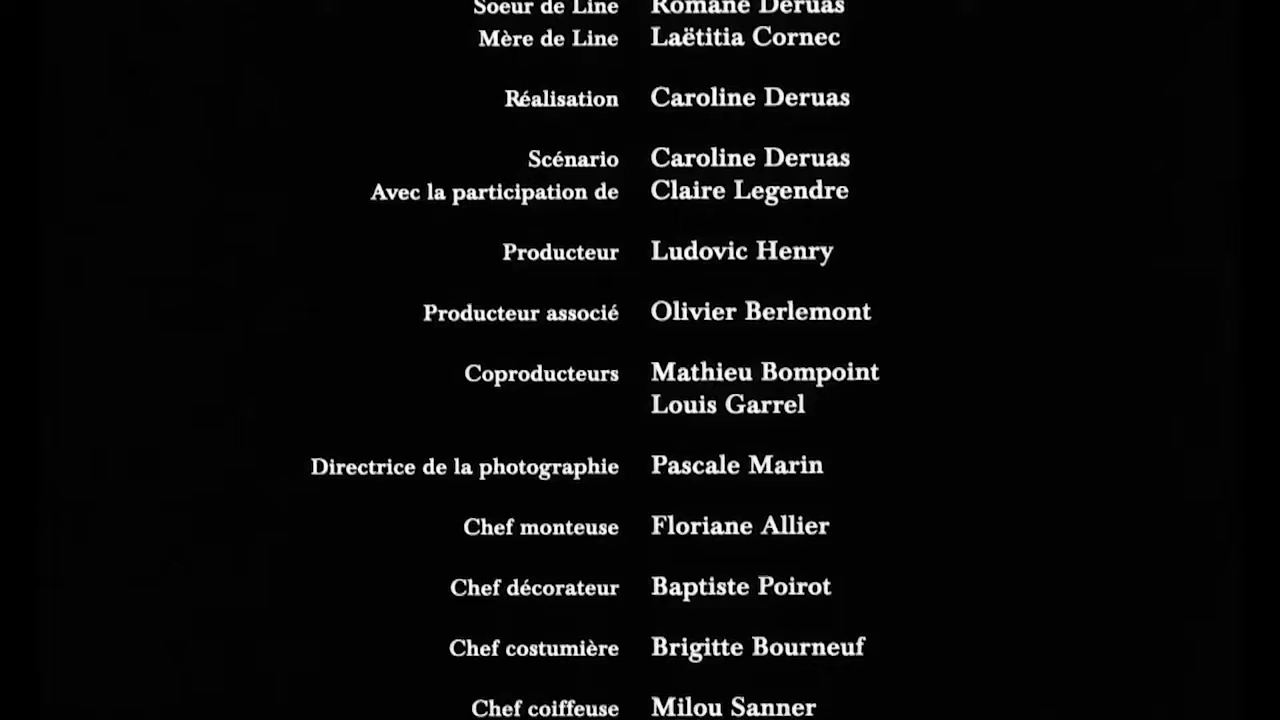 Soeur de Line Romane Deruas
Mère de Line Laëtitia Cornec
Réalisation Caroline Deruas
Scénario Caroline Deruas
Avec la participation de Claire Legendre
Producteur Ludovic Henry
Producteur associé Olivier Berlemont
Coproducteurs Mathieu Bompoint
Louis Garrel
Directrice de la photographie Pascale Marin
Chef monteuse Floriane Allier
Chef décorateur Baptiste Poirot
Chef costumière Brigitte Bourneuf
Chef coiffeuse Milou Sanner